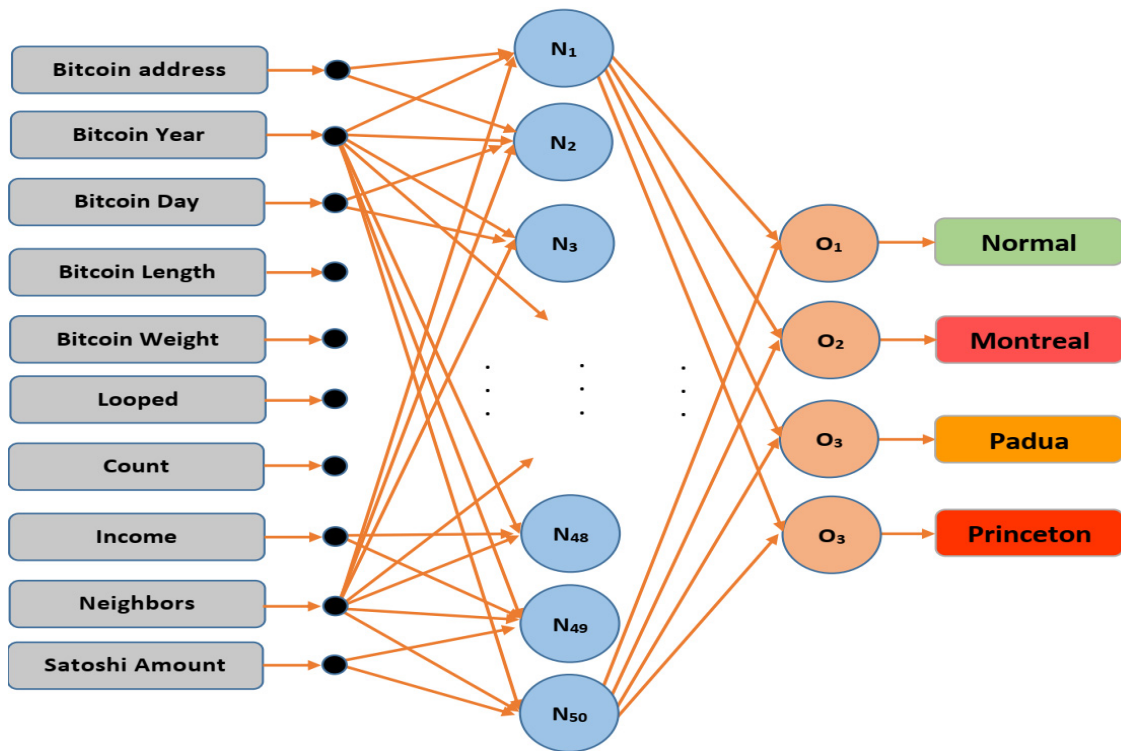 Bitcoin address
Bitcoin Year
Bitcoin Day
Bitcoin Length
Bitcoin Weight
Looped
Count
Income
Neighbors
Satoshi Amount
N₁
N₂
N₃
N₄₈
N₄₉
N₅₀
O₁
O₂
O₃
O₃
Normal
Montreal
Padua
Princeton